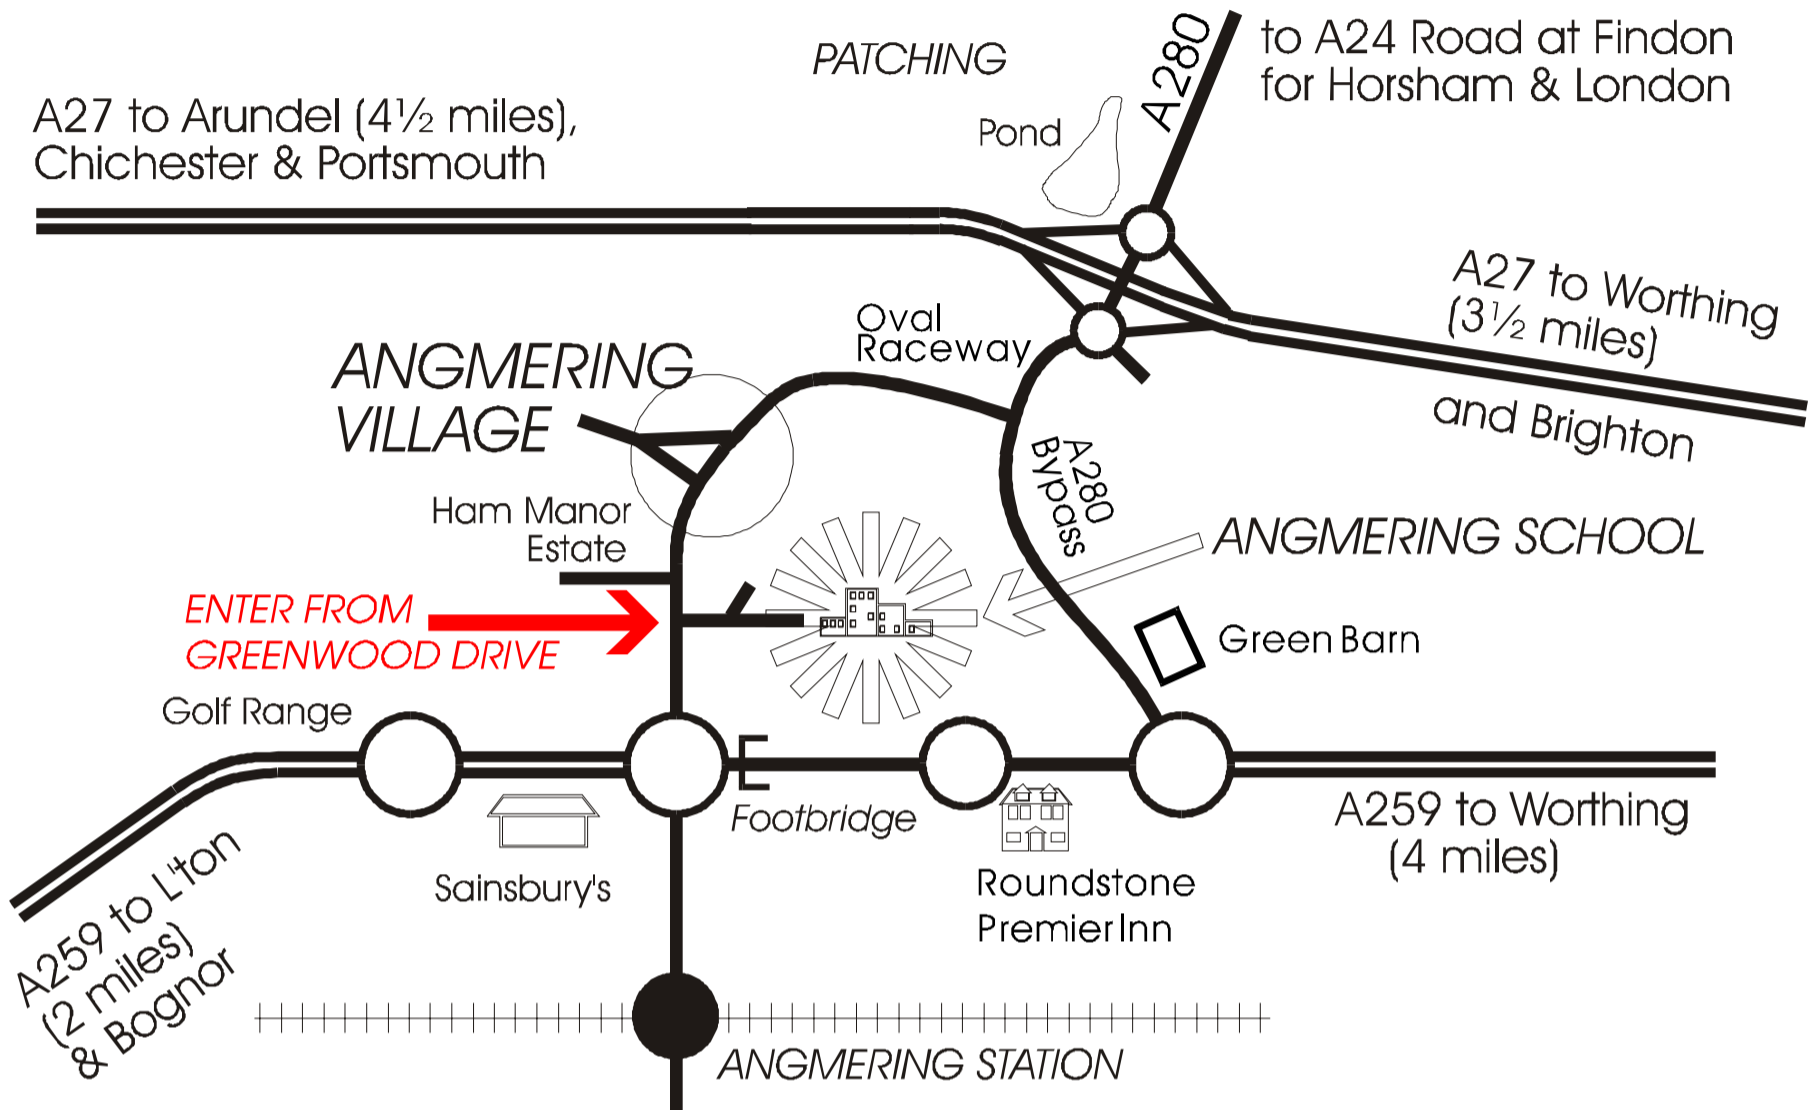 PATCHING
A280
to A24 Road at Findon
for Horsham & London
A27 to Arundel (4½ miles),
Chichester & Portsmouth
Pond
A27 to Worthing
(3½ miles)
and Brighton
Oval
Raceway
ANGMERING
VILLAGE
A280
Bypass
Ham Manor
Estate
ANGMERING SCHOOL
ENTER FROM
GREENWOOD DRIVE
Green Barn
Golf Range
Footbridge
A259 to Worthing
(4 miles)
Sainsbury's
Roundstone
Premier Inn
A259 to L'ton
(2 miles)
& Bognor
ANGMERING STATION